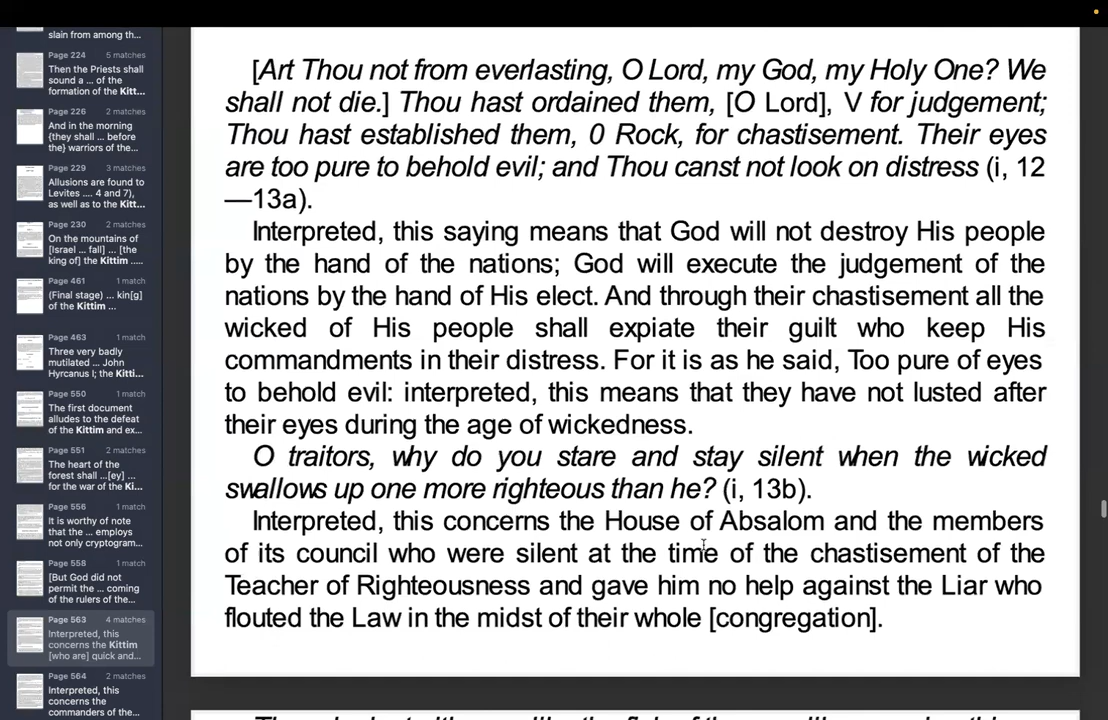 slain from among th...
Page 224 5 matches
Then the Priests shall
sound a ... of the
formation of the Kitt...
Page 226 2 matches
And in the morning
{they shall ... before
the} warriors of the...
Page 229 3 matches
Allusions are found to
Levites .... 4 and 7),
as well as to the Kitt...
Page 230 2 matches
On the mountains of
[Israel .. fall] ... [the
king of] the Kittim .....
Page 461 1 match
(Final stage) ... kin[g]
of the Kittim ...
Page 463 1 match
Three very badly
mutilated ... John
Hyrcanus I; the Kitti...
Page 550 1 match
The first document
alludes to the defeat
of the Kittim and ex...
Page 551 2 matches
The heart of the
forest shall ...[ey] ...
for the war of the Ki...
Page 556 1 match
It is worthy of note
that the ... employs
not only cryptogram...
Page 558 1 match
[But God did not
permit the ... coming
of the rulers of the...
Page 563 4 matches
Interpreted, this
concerns the Kittim
[who are] quick and...
Page 564 2 matches
Interpreted, this
concerns the
commanders of the...
[Art Thou not from everlasting, O Lord, my God, my Holy One? We
shall not die.] Thou hast ordained them, [O Lord], V for judgement;
Thou hast established them, 0 Rock, for chastisement. Their eyes
are too pure to behold evil; and Thou canst not look on distress (i, 12
—13a).
Interpreted, this saying means that God will not destroy His people
by the hand of the nations; God will execute the judgement of the
nations by the hand of His elect. And through their chastisement all the
wicked of His people shall expiate their guilt who keep His
commandments in their distress. For it is as he said, Too pure of eyes
to behold evil: interpreted, this means that they have not lusted after
their eyes during the age of wickedness.
O traitors, why do you stare and stay silent when the wicked
swallows up one more righteous than he? (i, 13b).
Interpreted, this concerns the House of Absalom and the members
of its council who were silent at the time of the chastisement of the
Teacher of Righteousness and gave him no help against the Liar who
flouted the Law in the midst of their whole [congregation].